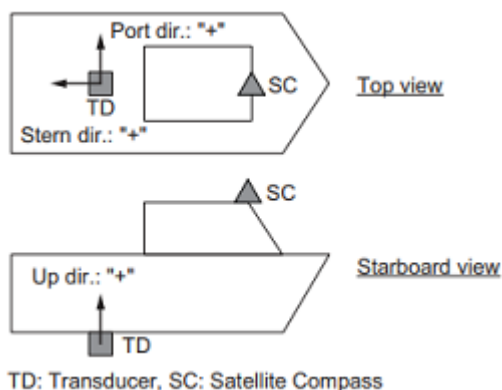 Port dir.: "+"
SC
Top view
TD
Stern dir.: "+"
SC
Starboard view
Up dir.: "+"
TD
TD: Transducer, SC: Satellite Compass